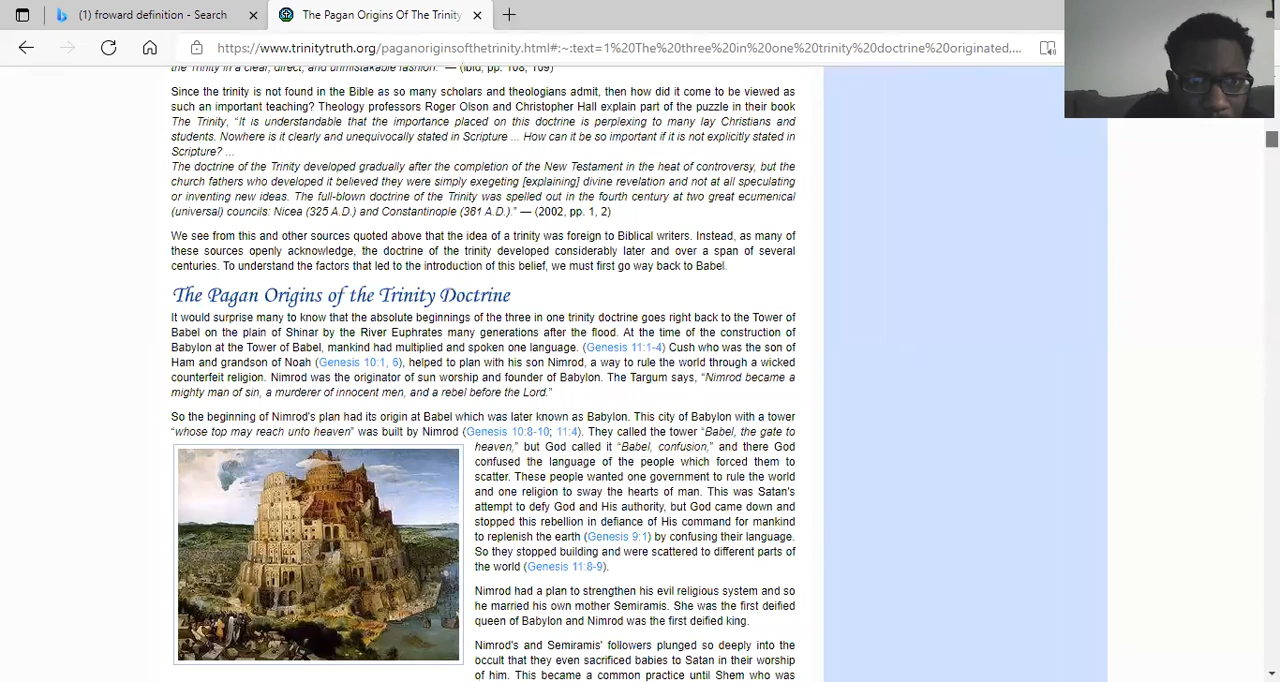 (1) froward definition - Search
The Pagan Origins Of The Trinity
https://www.trinitytruth.org/paganoriginsofthetrinity.html#:~:text=1%20The%20three%20in%20one%20trinity%20doctrine%20originated,...
the Trinity in a clear, direct, and unmistakable fashion." — (Ibid, pp. 108, 109)
Since the trinity is not found in the Bible as so many scholars and theologians admit, then how did it come to be viewed as
such an important teaching? Theology professors Roger Olson and Christopher Hall explain part of the puzzle in their book
The Trinity, “It is understandable that the importance placed on this doctrine is perplexing to many lay Christians and
students. Nowhere is it clearly and unequivocally stated in Scripture ... How can it be so important if it is not explicitly stated in
Scripture? ...
The doctrine of the Trinity developed gradually after the completion of the New Testament in the heat of controversy, but the
church fathers who developed it believed they were simply exegeting [explaining] divine revelation and not at all speculating
or inventing new ideas. The full-blown doctrine of the Trinity was spelled out in the fourth century at two great ecumenical
(universal) councils: Nicea (325 A.D.) and Constantinople (381 A.D.).” — (2002, pp. 1, 2)
We see from this and other sources quoted above that the idea of a trinity was foreign to Biblical writers. Instead, as many of
these sources openly acknowledge, the doctrine of the trinity developed considerably later and over a span of several
centuries. To understand the factors that led to the introduction of this belief, we must first go way back to Babel.
The Pagan Origins of the Trinity Doctrine
It would surprise many to know that the absolute beginnings of the three in one trinity doctrine goes right back to the Tower of
Babel on the plain of Shinar by the River Euphrates many generations after the flood. At the time of the construction of
Babylon at the Tower of Babel, mankind had multiplied and spoken one language. (Genesis 11:1-4) Cush who was the son of
Ham and grandson of Noah (Genesis 10:1, 6), helped to plan with his son Nimrod, a way to rule the world through a wicked
counterfeit religion. Nimrod was the originator of sun worship and founder of Babylon. The Targum says, “Nimrod became a
mighty man of sin, a murderer of innocent men, and a rebel before the Lord.”
So the beginning of Nimrod's plan had its origin at Babel which was later known as Babylon. This city of Babylon with a tower
“whose top may reach unto heaven” was built by Nimrod (Genesis 10:8-10; 11:4). They called the tower “Babel, the gate to
heaven,” but God called it “Babel, confusion,” and there God
confused the language of the people which forced them to
scatter. These people wanted one government to rule the world
and one religion to sway the hearts of man. This was Satan's
attempt to defy God and His authority, but God came down and
stopped this rebellion in defiance of His command for mankind
to replenish the earth (Genesis 9:1) by confusing their language.
So they stopped building and were scattered to different parts of
the world (Genesis 11:8-9).
Nimrod had a plan to strengthen his evil religious system and so
he married his own mother Semiramis. She was the first deified
queen of Babylon and Nimrod was the first deified king.
Nimrod's and Semiramis' followers plunged so deeply into the
occult that they even sacrificed babies to Satan in their worship
of him. This became a common practice until Shem who was